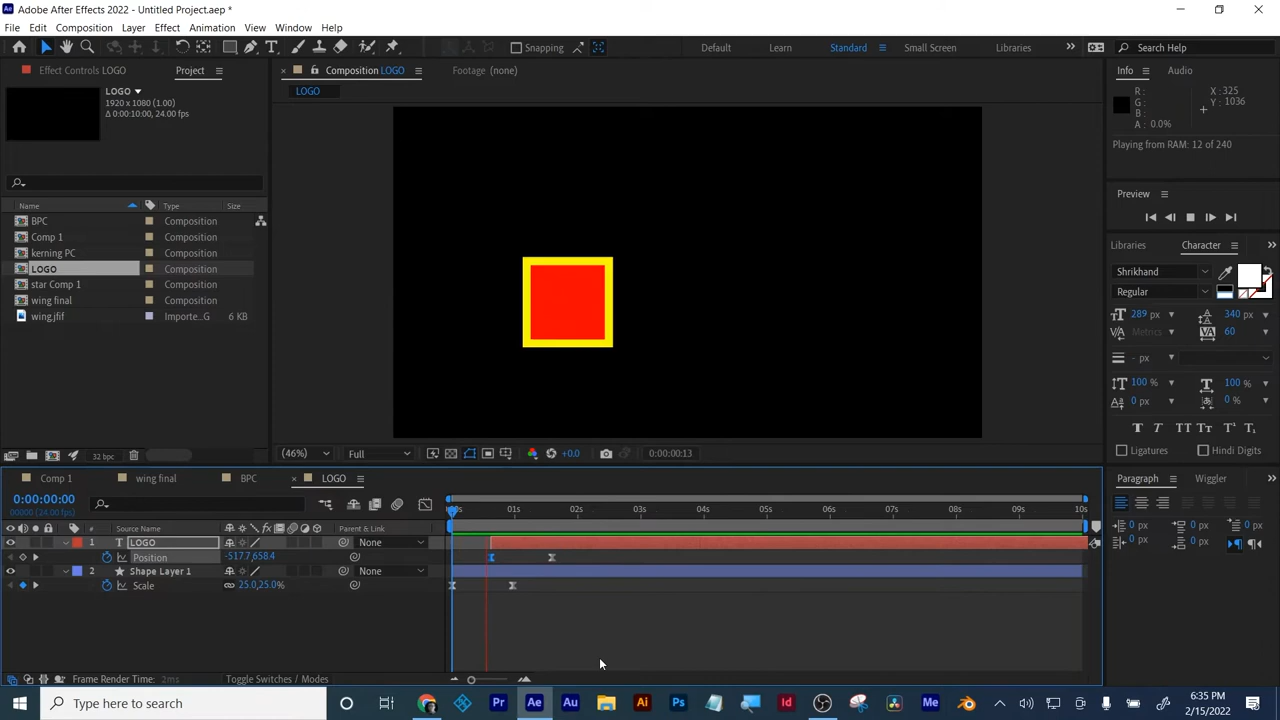 Adobe After Effects 2022 - Untitled Project.aep *
File Edit Composition Layer Effect Animation View Window Help
Snapping Default Learn Standard Small Screen Libraries Search Help
Effect Controls LOGO Project Composition LOGO Footage (none) Info Audio
LOGO
1920 x 1080 (1.00)
Δ 0:00:10:00, 24.00 fps
LOGO
R :
G :
B :
A : 0.0%
X : 325
Y : 1036
Playing from RAM: 12 of 240
Preview
Name Type Size
BPC Composition
Comp 1 Composition
kerning PC Composition
LOGO Composition
star Comp 1 Composition
wing final Composition
wing.jfif Importe...G 6 KB
Libraries Character
Shrikhand
Regular
289 px 340 px
Metrics 60
- px
100 % 100 %
0 px 0 %
Ligatures Hindi Digits
32 bpc
(46%) Full +0.0 0:00:00:13
Comp 1 wing final BPC LOGO
Paragraph Wiggler
0:00:00:00
00000 (24.00 fps)
:00s 01s 02s 03s 04s 05s 06s 07s 08s 09s 10s
# Source Name Parent & Link
1 T LOGO None
Position -517.7,658.4
2 Shape Layer 1 None
Scale 25.0,25.0%
0 px 0 px 0 px
0 px 0 px
Frame Render Time: 2ms Toggle Switches / Modes
Type here to search
6:35 PM
2/15/2022